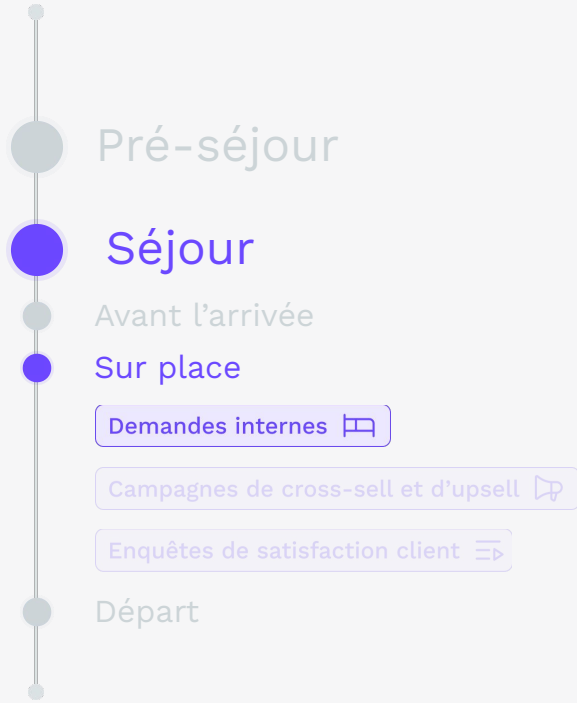 Pré-séjour
Séjour
Avant l’arrivée
Sur place
Demandes internes
Campagnes de cross-sell et d’upsell
Enquêtes de satisfaction client
Départ